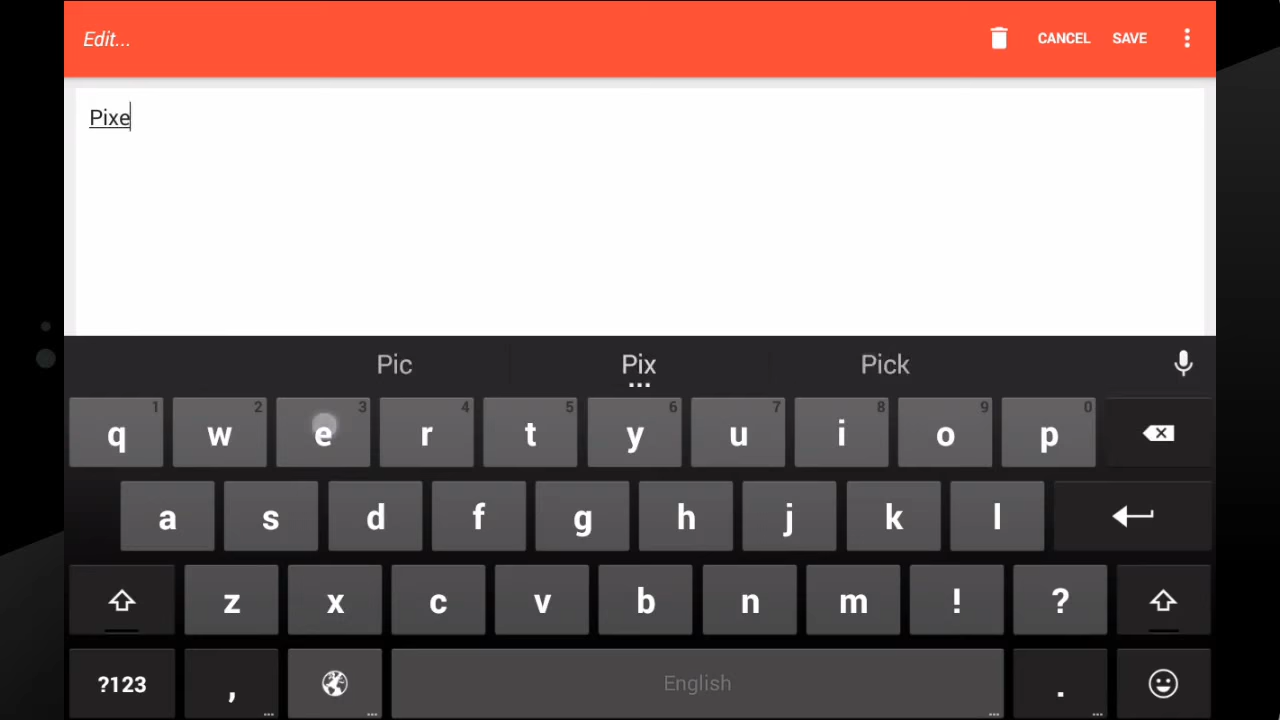 Edit...
CANCEL
SAVE
Pixe
Pic
Pix
Pick
q 1 w 2 e 3 r 4 t 5 y 6 u 7 i 8 o 9 p 0
a s d f g h j k l
z x c v b n m ! ?
?123 , English .